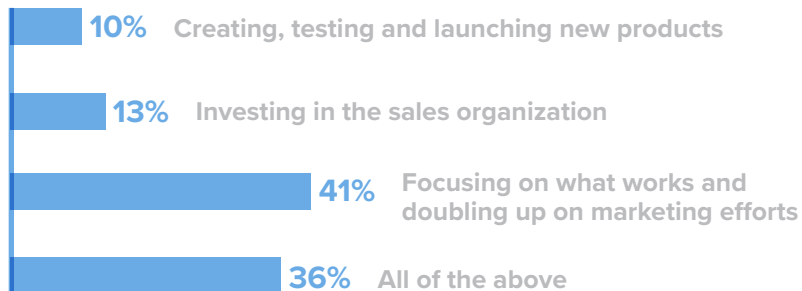 10% Creating, testing and launching new products
13% Investing in the sales organization
41% Focusing on what works and
doubling up on marketing efforts
36% All of the above